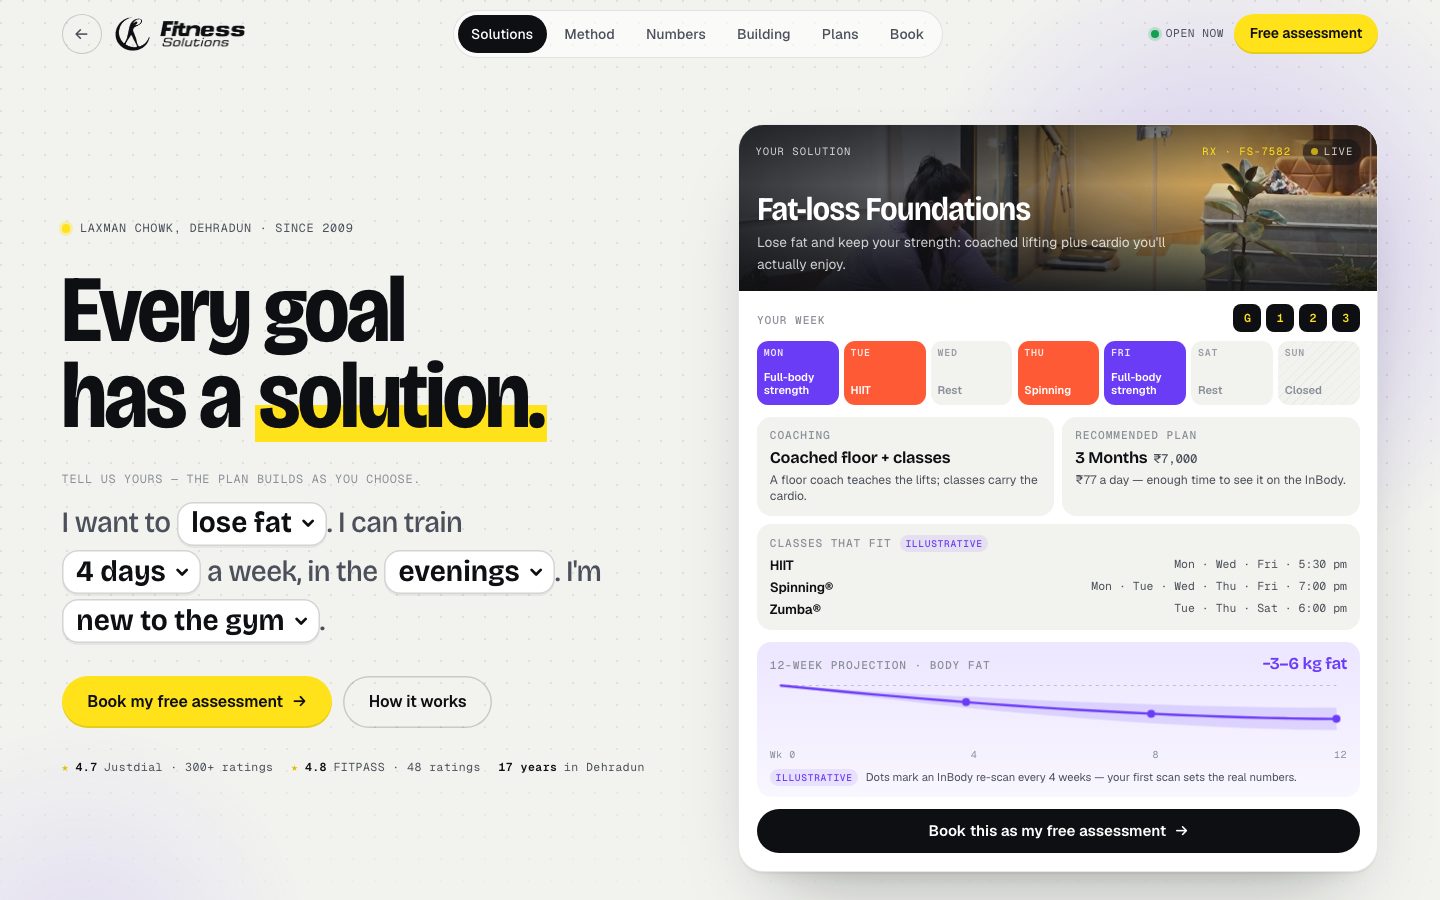 Fitness
Solutions
Solutions Method Numbers Building Plans Book
OPEN NOW
Free assessment
LAXMAN CHOWK, DEHRADUN · SINCE 2009
Every goal
has a solution.
TELL US YOURS — THE PLAN BUILDS AS YOU CHOOSE.
I want to lose fat. I can train
4 days a week, in the evenings. I'm
new to the gym.
Book my free assessment →
How it works
★ 4.7 Justdial · 300+ ratings ★ 4.8 FITPASS · 48 ratings 17 years in Dehradun
YOUR SOLUTION
RX · FS-7582
LIVE
Fat-loss Foundations
Lose fat and keep your strength: coached lifting plus cardio you'll
actually enjoy.
YOUR WEEK
G 1 2 3
MON
Full-body
strength
TUE
HIIT
WED
Rest
THU
Spinning
FRI
Full-body
strength
SAT
Rest
SUN
Closed
COACHING
Coached floor + classes
A floor coach teaches the lifts; classes carry the
cardio.
RECOMMENDED PLAN
3 Months ₹7,000
₹77 a day — enough time to see it on the InBody.
CLASSES THAT FIT ILLUSTRATIVE
HIIT Mon · Wed · Fri · 5:30 pm
Spinning® Mon · Tue · Wed · Thu · Fri · 7:00 pm
Zumba® Tue · Thu · Sat · 6:00 pm
12-WEEK PROJECTION · BODY FAT
−3–6 kg fat
Wk 0 4 8 12
ILLUSTRATIVE Dots mark an InBody re-scan every 4 weeks — your first scan sets the real numbers.
Book this as my free assessment →